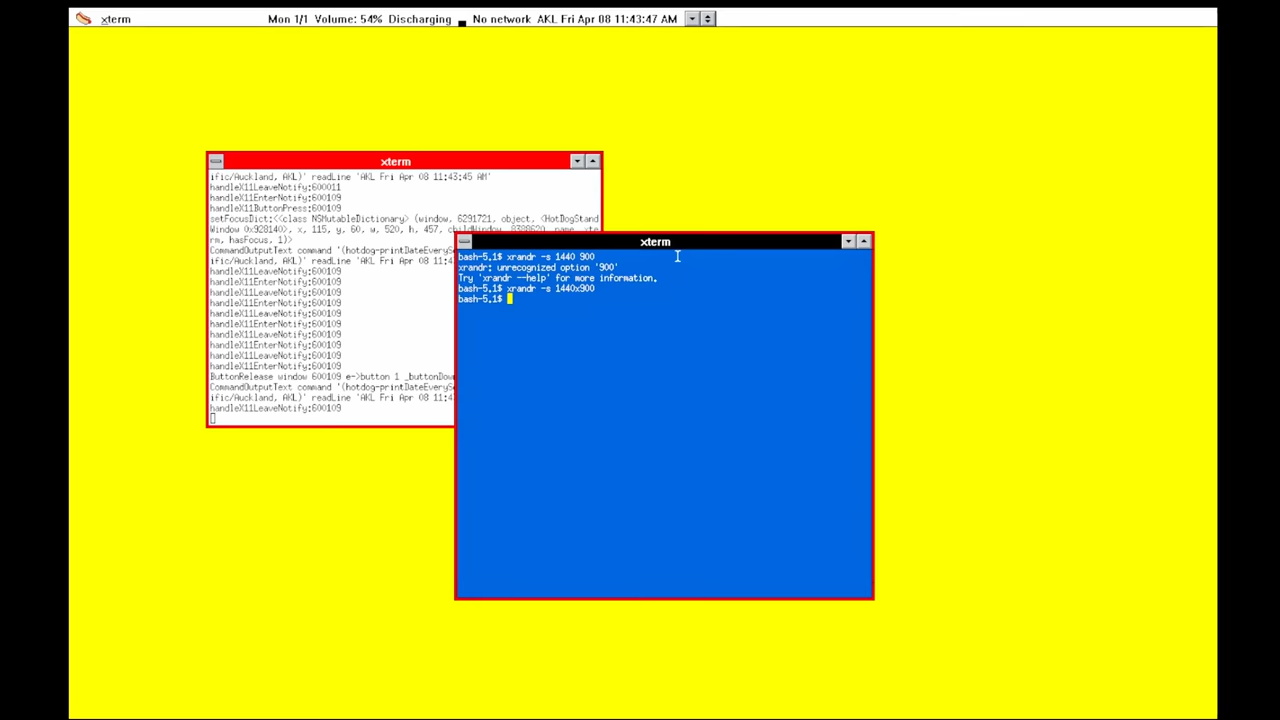 xterm Mon 1/1 Volume: 54% Discharging No network AKL Fri Apr 08 11:43:47 AM
xterm
ific/Auckland, AKL)' readLine 'AKL Fri Apr 08 11:43:45 AM'
handleX11LeaveNotify:600011
handleX11EnterNotify:600109
handleX11ButtonPress:600109
setFocusDict:<<class NSMutableDictionary> (window, 6291721, object, <HotDogStand
Window 0x928140>, x, 115, y, 60, w, 520, h, 457, childWindow, 8388620, name, xte
rm, hasFocus, 1)>
CommandOutputText command '(hotdog-printDateEverySe
ific/Auckland, AKL)' readLine 'AKL Fri Apr 08 11:4
handleX11LeaveNotify:600109
handleX11EnterNotify:600109
handleX11LeaveNotify:600109
handleX11EnterNotify:600109
handleX11LeaveNotify:600109
handleX11EnterNotify:600109
handleX11LeaveNotify:600109
handleX11EnterNotify:600109
handleX11LeaveNotify:600109
handleX11EnterNotify:600109
ButtonRelease window 600109 e->button 1 _buttonDow
CommandOutputText command '(hotdog-printDateEverySe
ific/Auckland, AKL)' readLine 'AKL Fri Apr 08 11:4
handleX11LeaveNotify:600109
xterm
bash-5.1$ xrandr -s 1440 900
xrandr: unrecognized option '900'
Try 'xrandr --help' for more information.
bash-5.1$ xrandr -s 1440x900
bash-5.1$